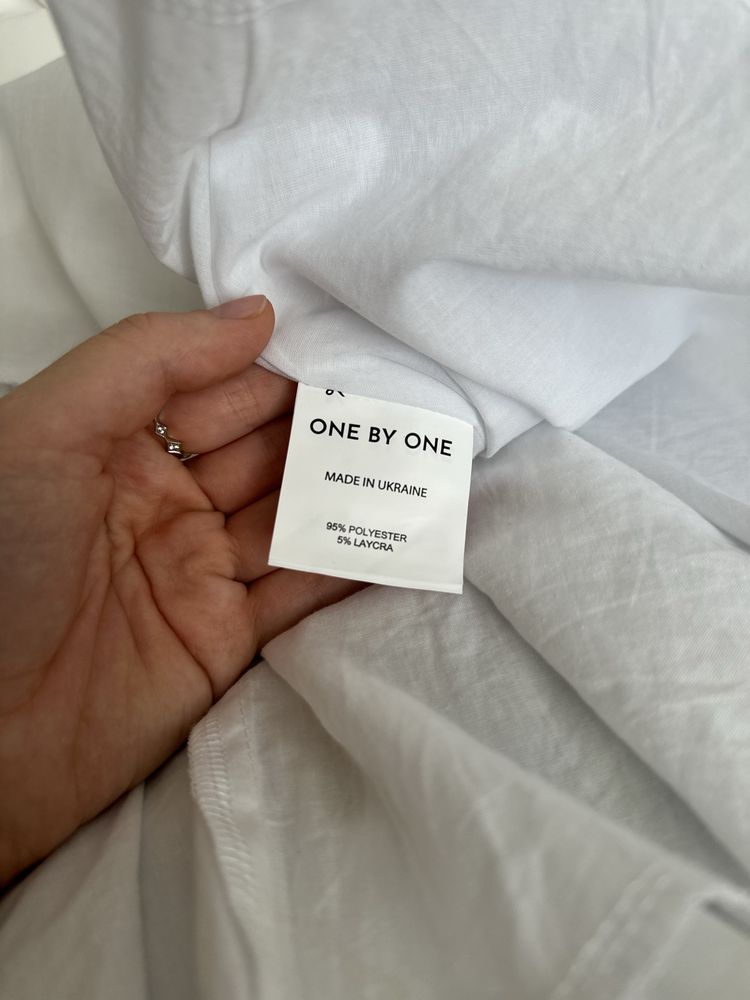 ONE BY ONE
MADE IN UKRAINE
95% POLYESTER
5% LAYCRA